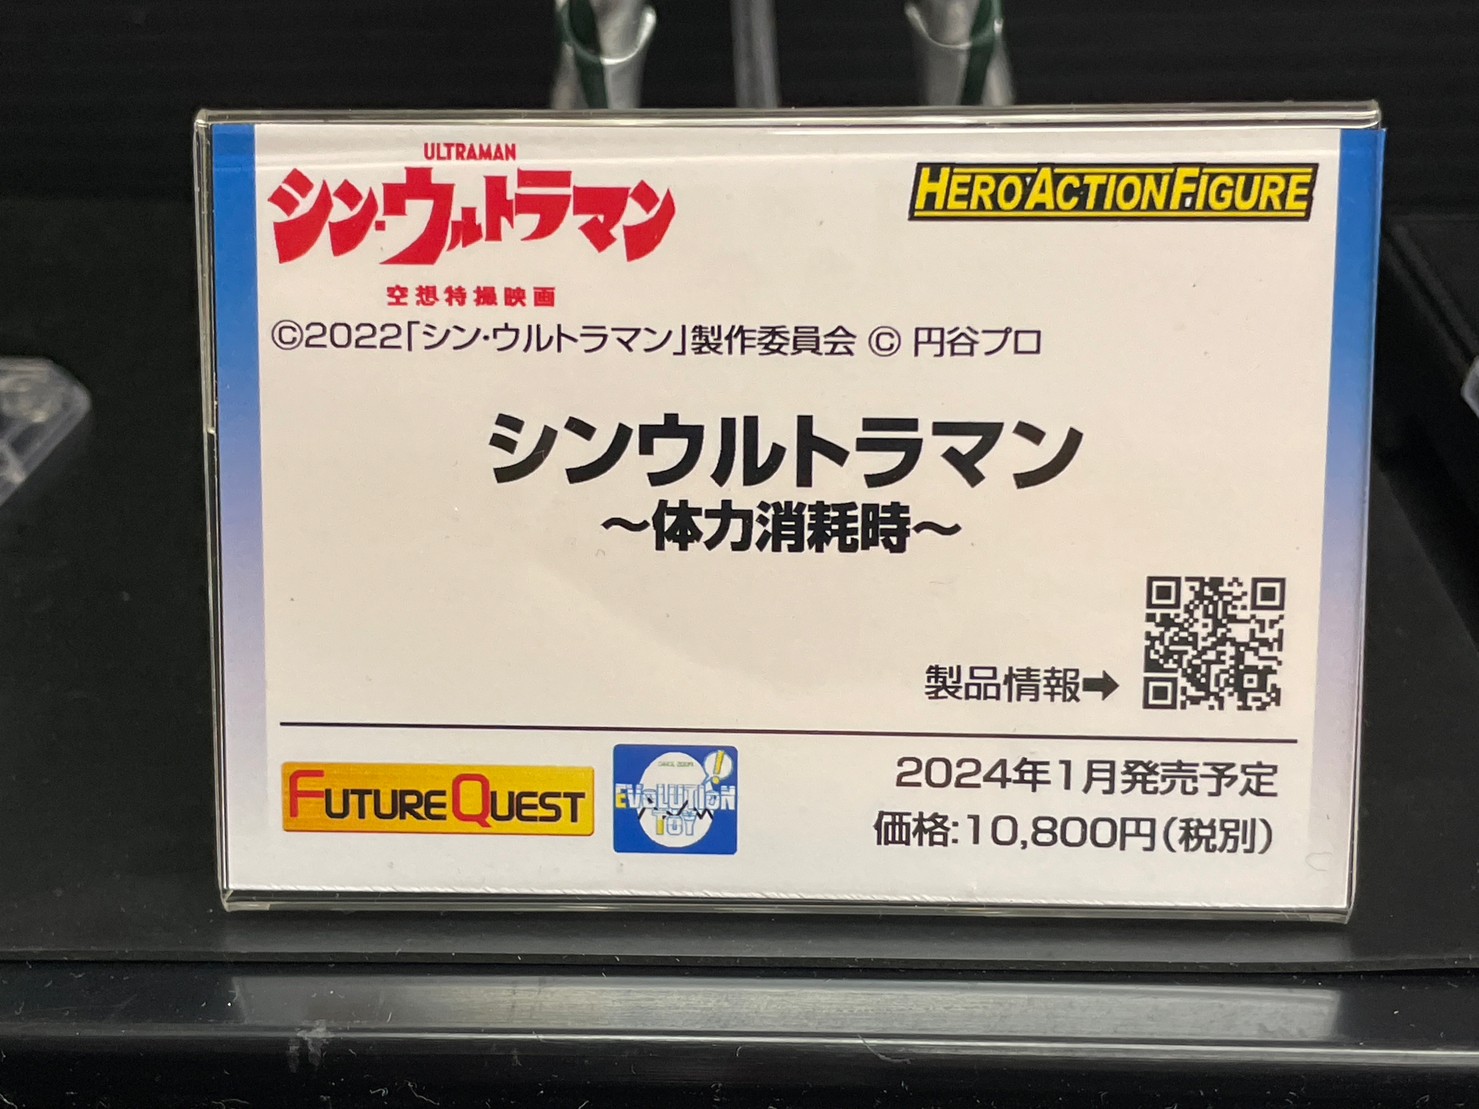 ULTRAMAN
シン・ウルトラマン
空想特撮映画
HERO ACTION FIGURE
©2022「シン・ウルトラマン」製作委員会 © 円谷プロ
シンウルトラマン
〜体力消耗時〜
製品情報➡
FUTURE QUEST
EVOLUTION!
TOY
2024年1月発売予定
価格:10,800円(税別)